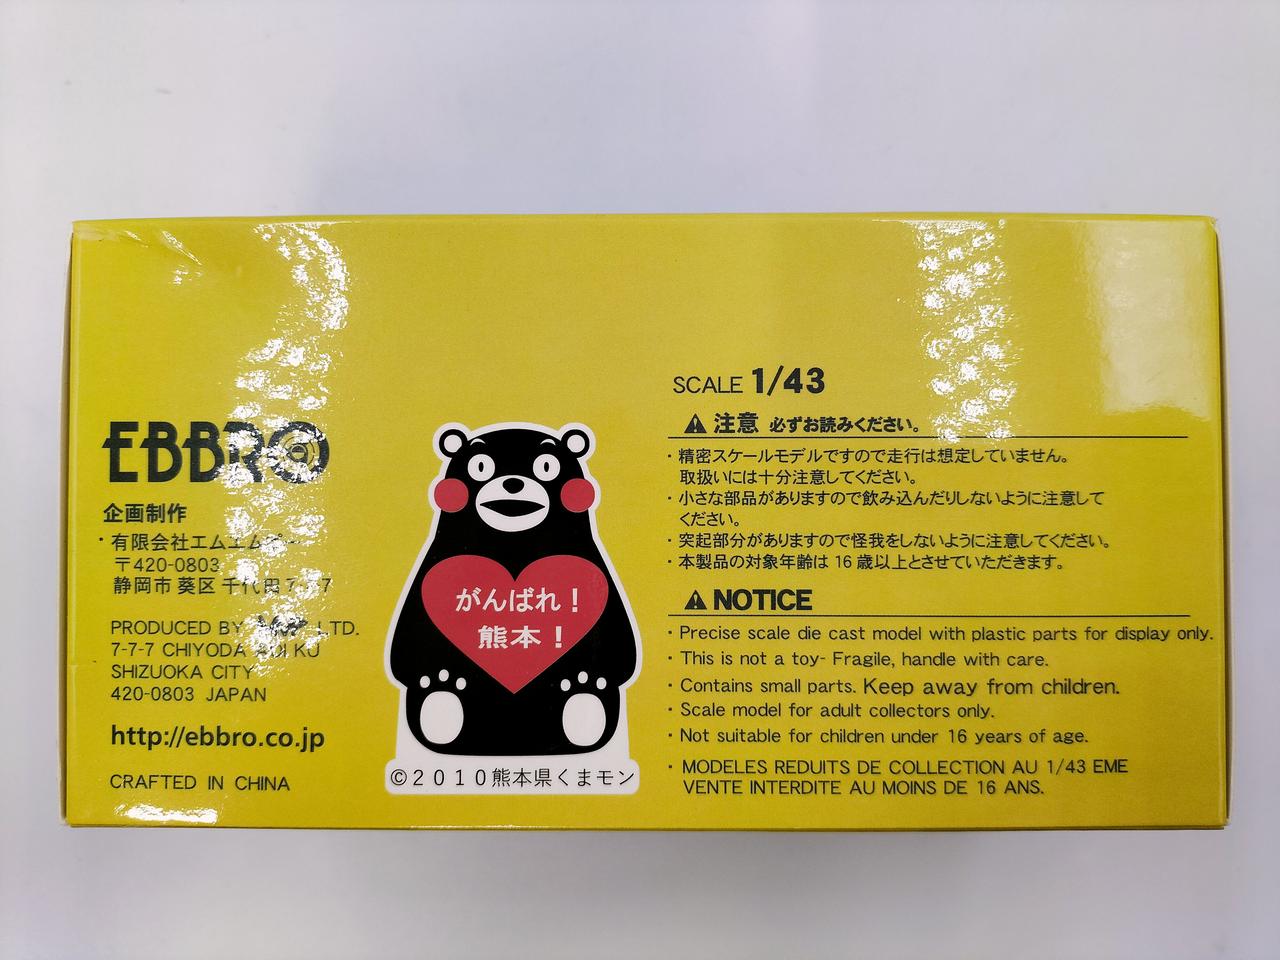 EBBRO
企画制作
・有限会社エムエム
〒420-0803
静岡市 葵区 千代田7-7-7
PRODUCED BY LTD.
7-7-7 CHIYODA AOI KU
SHIZUOKA CITY
420-0803 JAPAN
http://ebbro.co.jp
CRAFTED IN CHINA
がんばれ！
熊本！
©2010熊本県くまモン
SCALE 1/43
注意 必ずお読みください。
・精密スケールモデルですので走行は想定していません。
取扱いには十分注意してください。
・小さな部品がありますので飲み込んだりしないように注意して
ください。
・突起部分がありますので怪我をしないように注意してください。
・本製品の対象年齢は 16 歳以上とさせていただきます。
NOTICE
・Precise scale die cast model with plastic parts for display only.
・This is not a toy- Fragile, handle with care.
・Contains small parts. Keep away from children.
・Scale model for adult collectors only.
・Not suitable for children under 16 years of age.
・MODELES REDUITS DE COLLECTION AU 1/43 EME
VENTE INTERDITE AU MOINS DE 16 ANS.